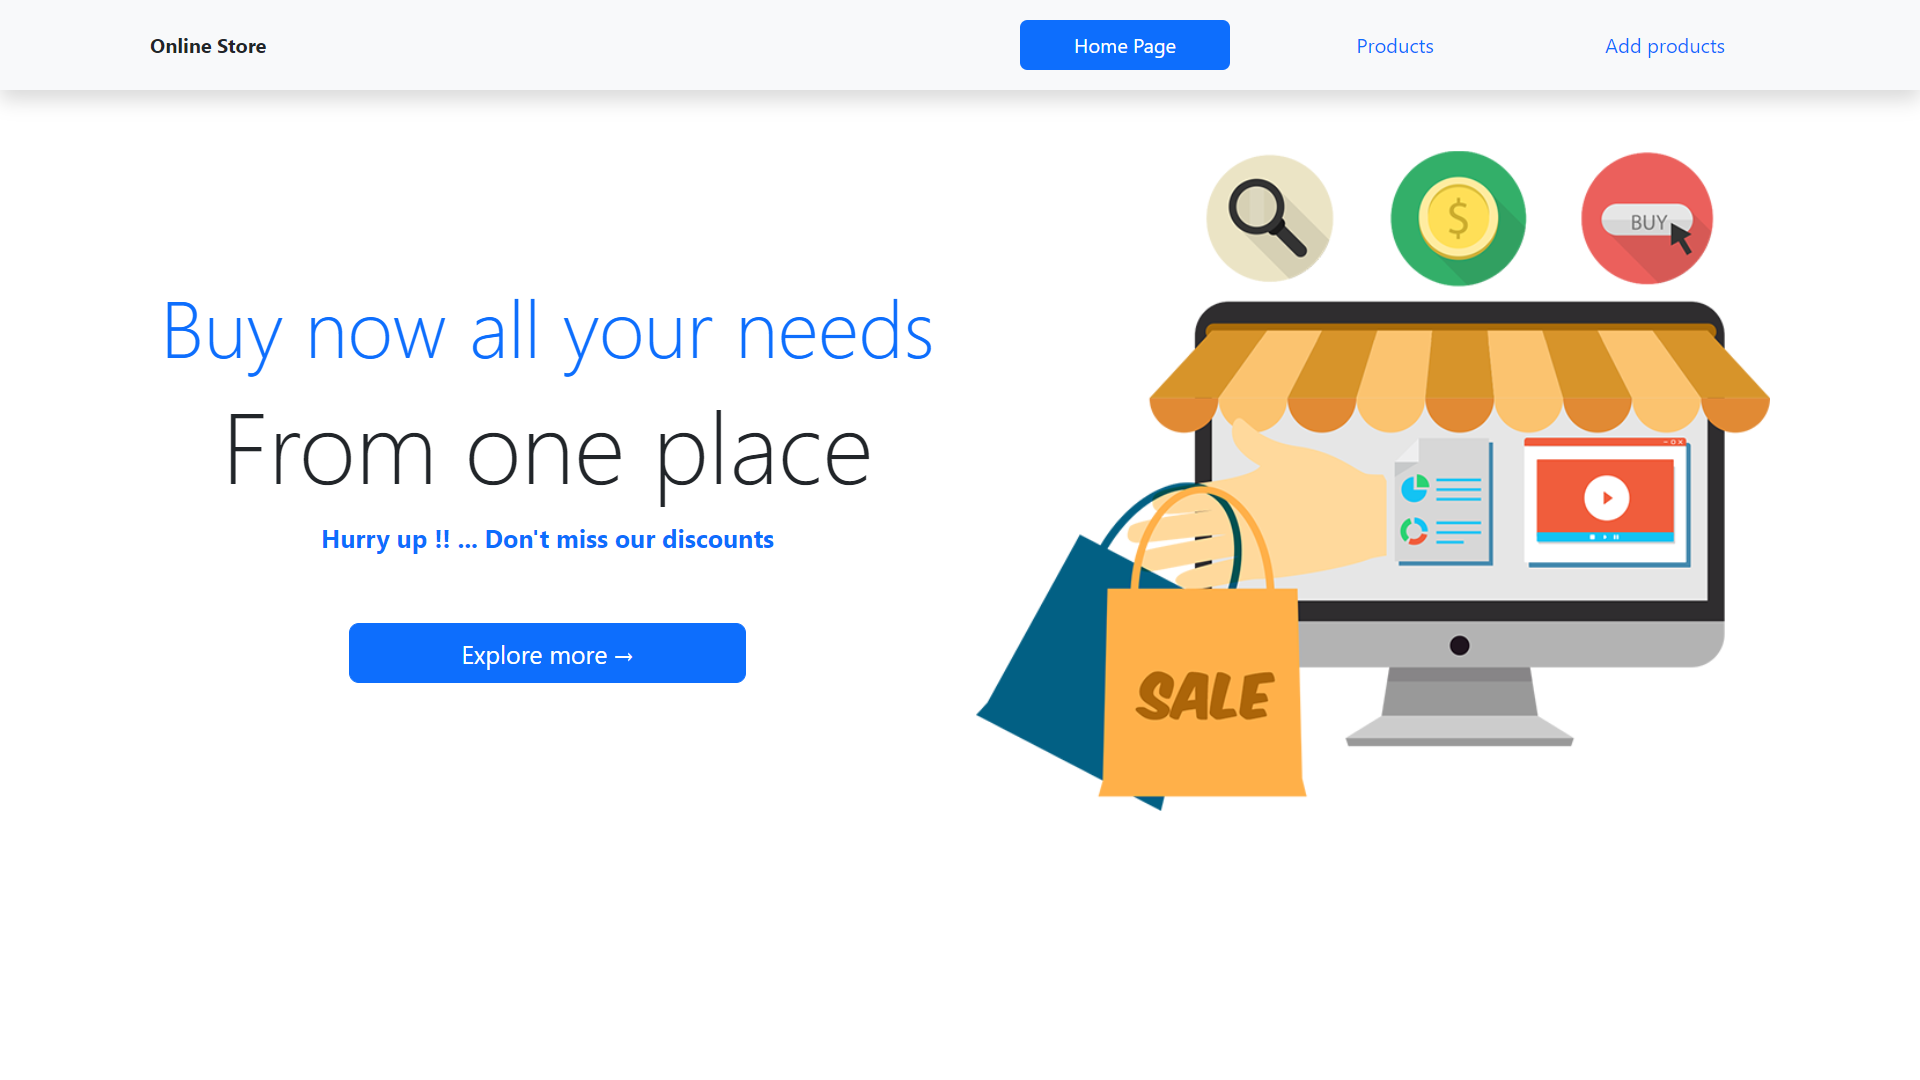 Online Store
Home Page
Products
Add products
BUY
Buy now all your needs
From one place
Hurry up !! ... Don't miss our discounts
Explore more →
$
SALE